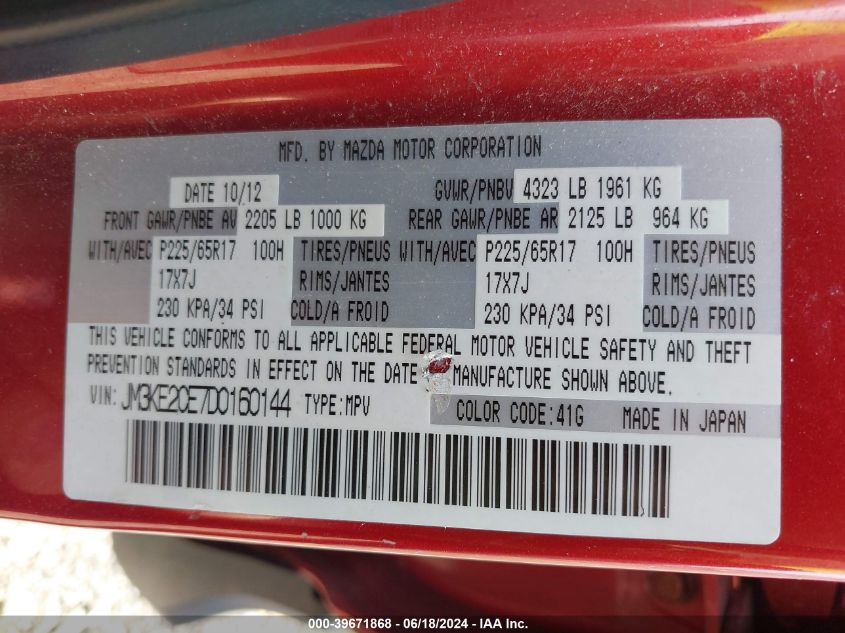 MFD. BY MAZDA MOTOR CORPORATION
DATE 10/12 GVWR/PNBV 4323 LB 1961 KG
FRONT GAWR/PNBE AV 2205 LB 1000 KG REAR GAWR/PNBE AR 2125 LB 964 KG
WITH/AVEC P225/65R17 100H TIRES/PNEUS WITH/AVEC P225/65R17 100H TIRES/PNEUS
17X7J RIMS/JANTES 17X7J RIMS/JANTES
230 KPA/34 PSI COLD/A FROID 230 KPA/34 PSI COLD/A FROID
THIS VEHICLE CONFORMS TO ALL APPLICABLE FEDERAL MOTOR VEHICLE SAFETY AND THEFT
PREVENTION STANDARDS IN EFFECT ON THE DATE MANUFACTURE SHOWN ABOVE.
VIN: JM3KE2CE7D0160144 TYPE:MPV COLOR CODE:41G MADE IN JAPAN
000-39671868 - 06/18/2024 - IAA Inc.